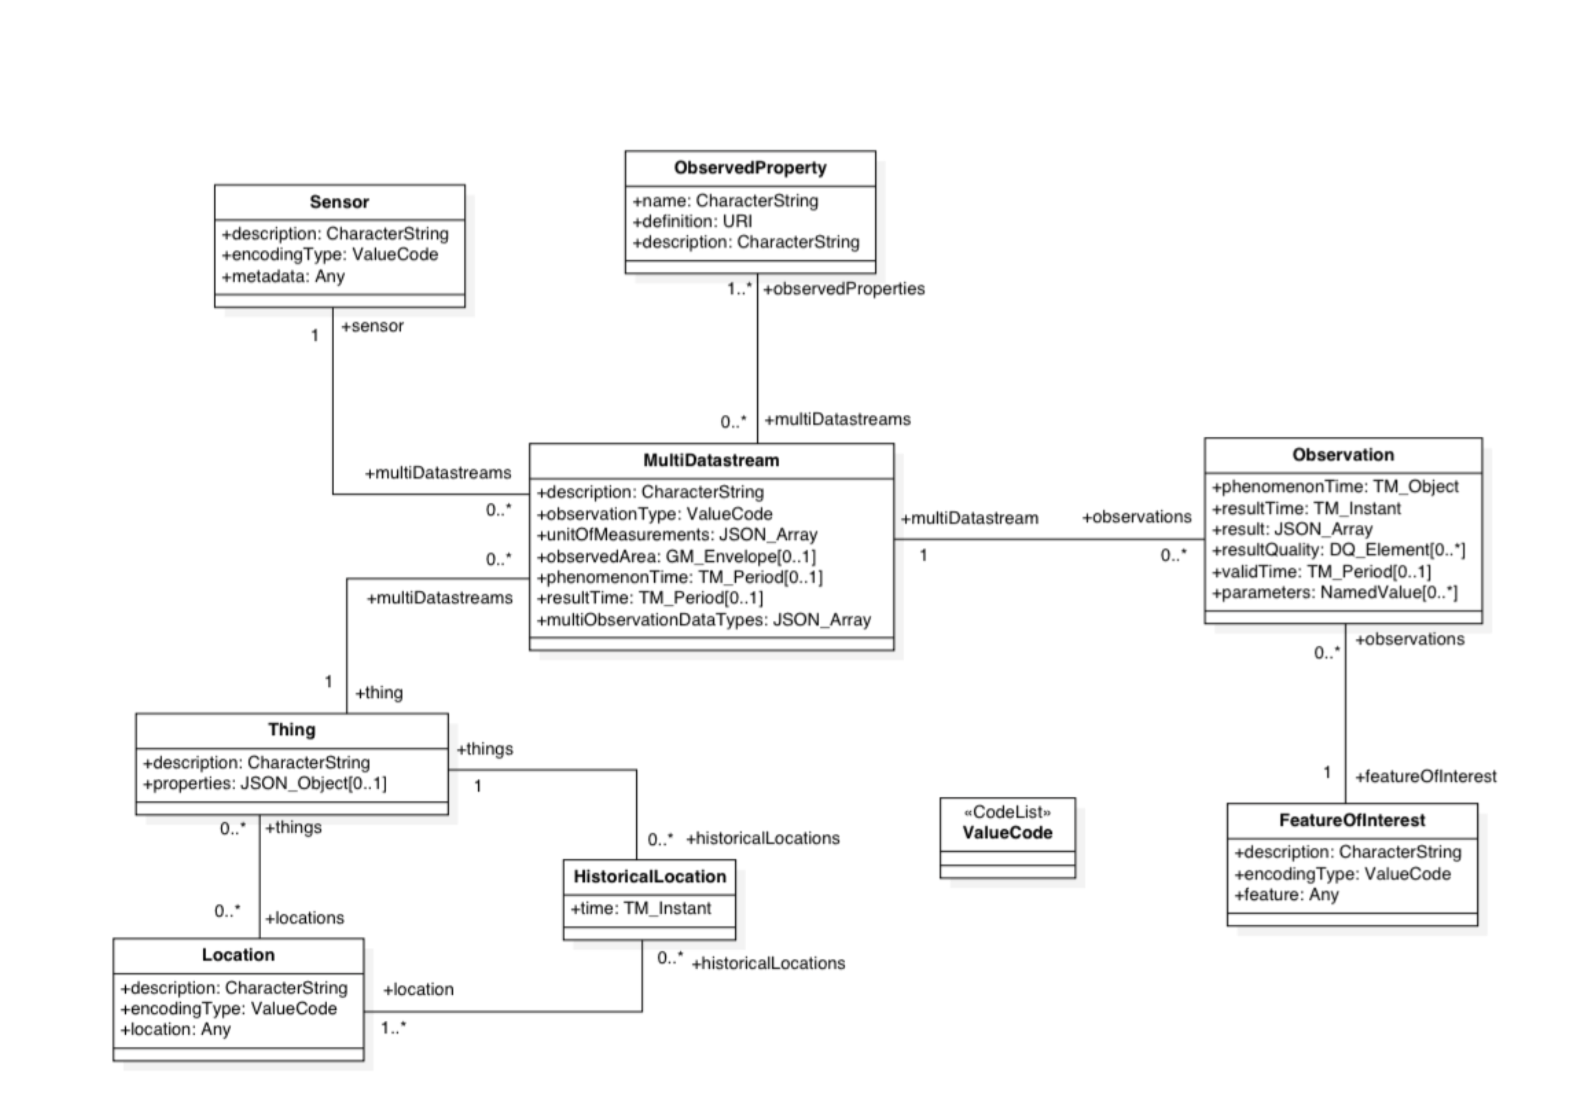 ObservedProperty
+name: CharacterString
+definition: URI
+description: CharacterString
1..* +observedProperties
Sensor
+description: CharacterString
+encodingType: ValueCode
+metadata: Any
1 +sensor
0..* +multiDatastreams
+multiDatastreams
0..*
MultiDatastream
+description: CharacterString
+observationType: ValueCode
+unitOfMeasurements: JSON_Array
+observedArea: GM_Envelope[0..1]
+phenomenonTime: TM_Period[0..1]
+resultTime: TM_Period[0..1]
+multiObservationDataTypes: JSON_Array
+multiDatastream
1
+observations
0..*
Observation
+phenomenonTime: TM_Object
+resultTime: TM_Instant
+result: JSON_Array
+resultQuality: DQ_Element[0..*]
+validTime: TM_Period[0..1]
+parameters: NamedValue[0..*]
0..*
+multiDatastreams
1
+thing
+observations
0..*
Thing
+description: CharacterString
+properties: JSON_Object[0..1]
+things
1
0..* +historicalLocations
1 +featureOfInterest
«CodeList»
ValueCode
FeatureOfInterest
+description: CharacterString
+encodingType: ValueCode
+feature: Any
0..* +things
HistoricalLocation
+time: TM_Instant
0..* +historicalLocations
0..*
+locations
Location
+description: CharacterString
+encodingType: ValueCode
+location: Any
+location
1..*